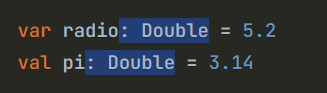 var radio: Double = 5.2
val pi: Double = 3.14